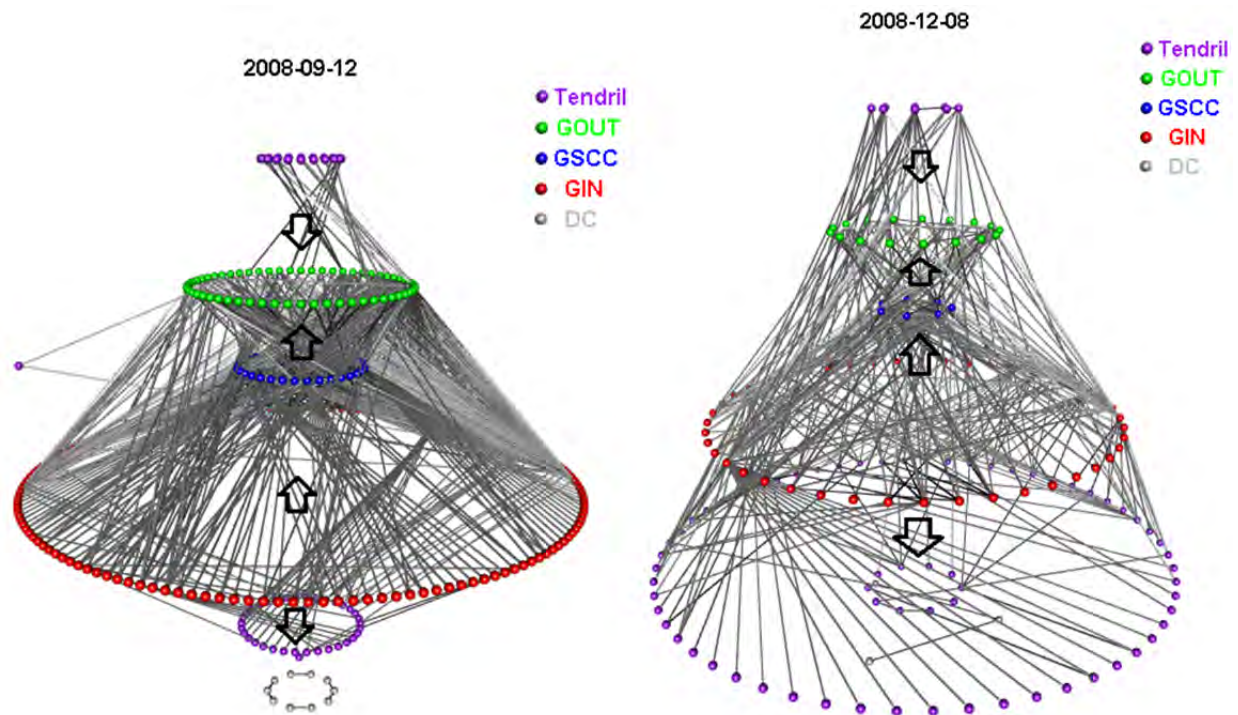 2008-09-12
Tendril
GOUT
GSCC
GIN
DC
2008-12-08
Tendril
GOUT
GSCC
GIN
DC